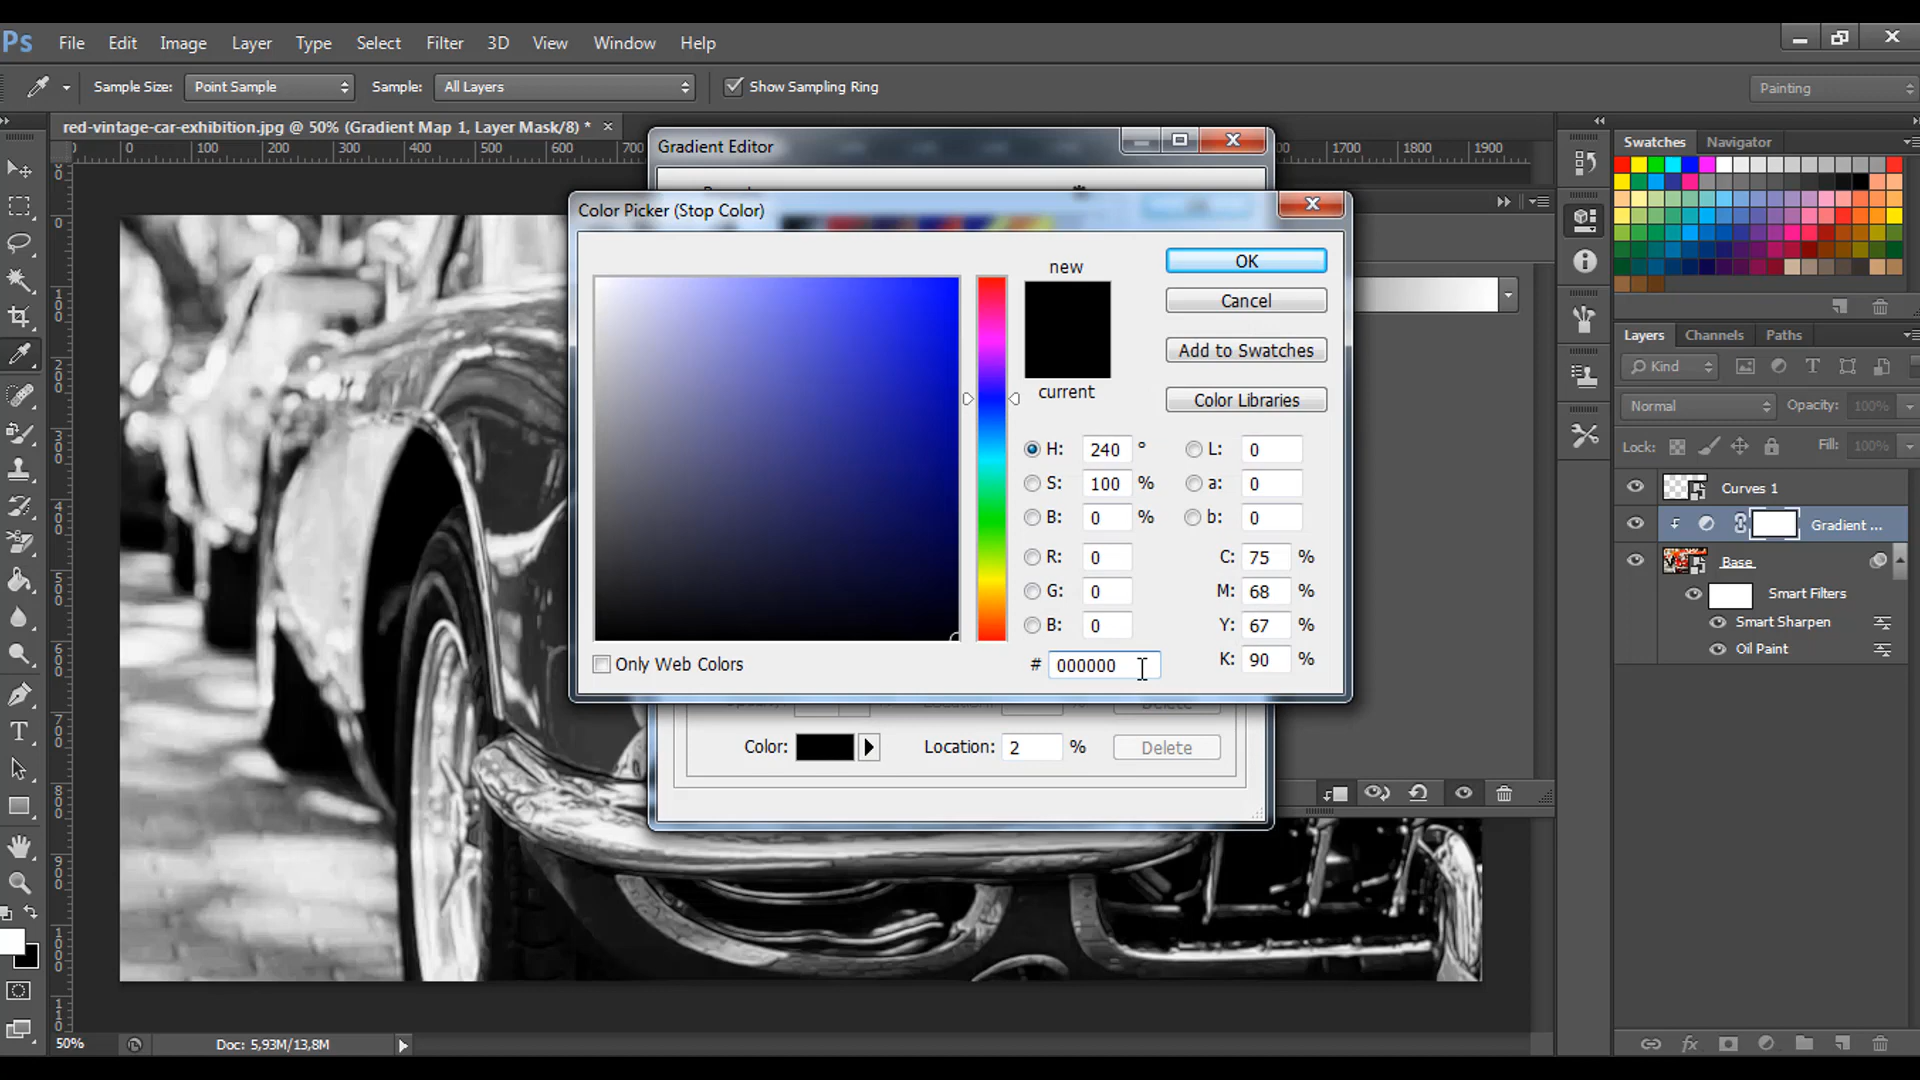 Ps File Edit Image Layer Type Select Filter 3D View Window Help
Sample Size: Point Sample Sample: All Layers Show Sampling Ring Painting
red-vintage-car-exhibition.jpg @ 50% (Gradient Map 1, Layer Mask/8) * ×
0 100 200 300 400 500 600 700 1700 1800 1900
Gradient Editor
Color Picker (Stop Color)
new
current
OK
Cancel
Add to Swatches
Color Libraries
H: 240 °
S: 100 %
B: 0 %
R: 0
G: 0
B: 0
# 000000
L: 0
a: 0
b: 0
C: 75 %
M: 68 %
Y: 67 %
K: 90 %
Only Web Colors
Color: Location: 2 % Delete
Swatches Navigator
Layers Channels Paths
Kind
Normal Opacity: 100%
Lock: Fill: 100%
Curves 1
Gradient ...
Base
Smart Filters
Smart Sharpen
Oil Paint
50% Doc: 5,93M/13,8M